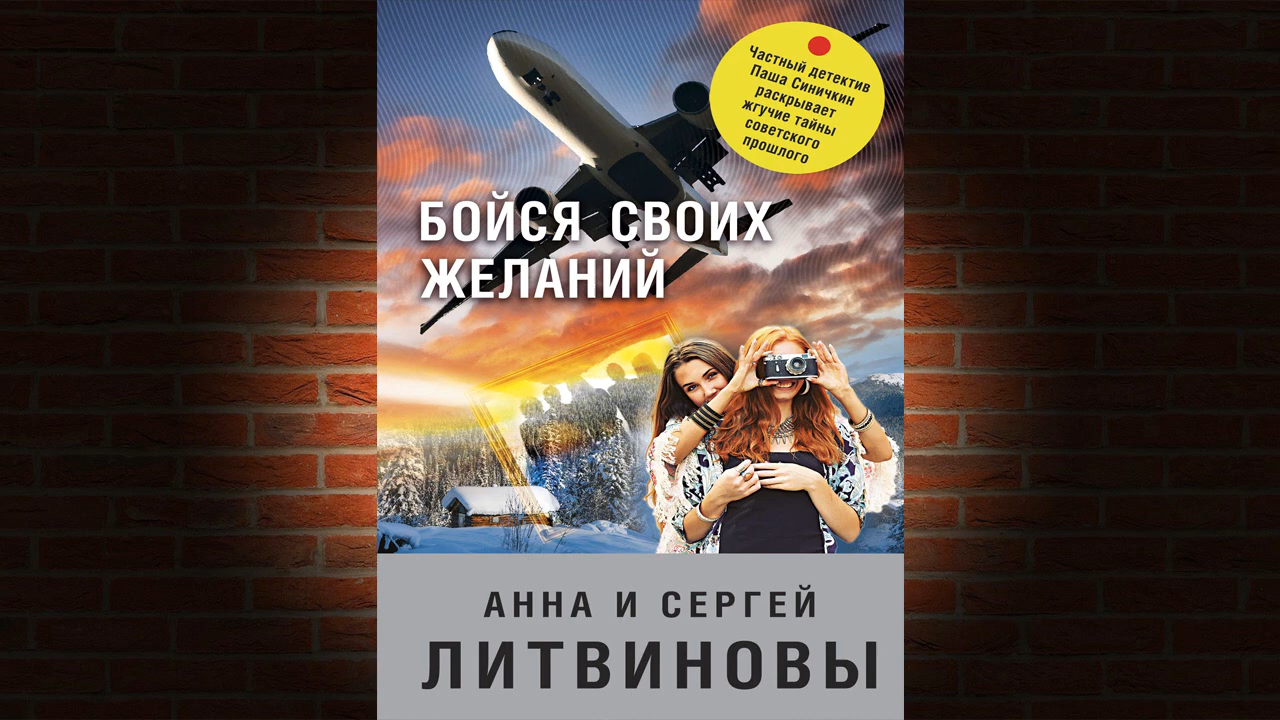 Частный детектив
Паша Синичкин
раскрывает
жгучие тайны
советского
прошлого
БОЙСЯ СВОИХ
ЖЕЛАНИЙ
АННА И СЕРГЕЙ
ЛИТВИНОВЫ